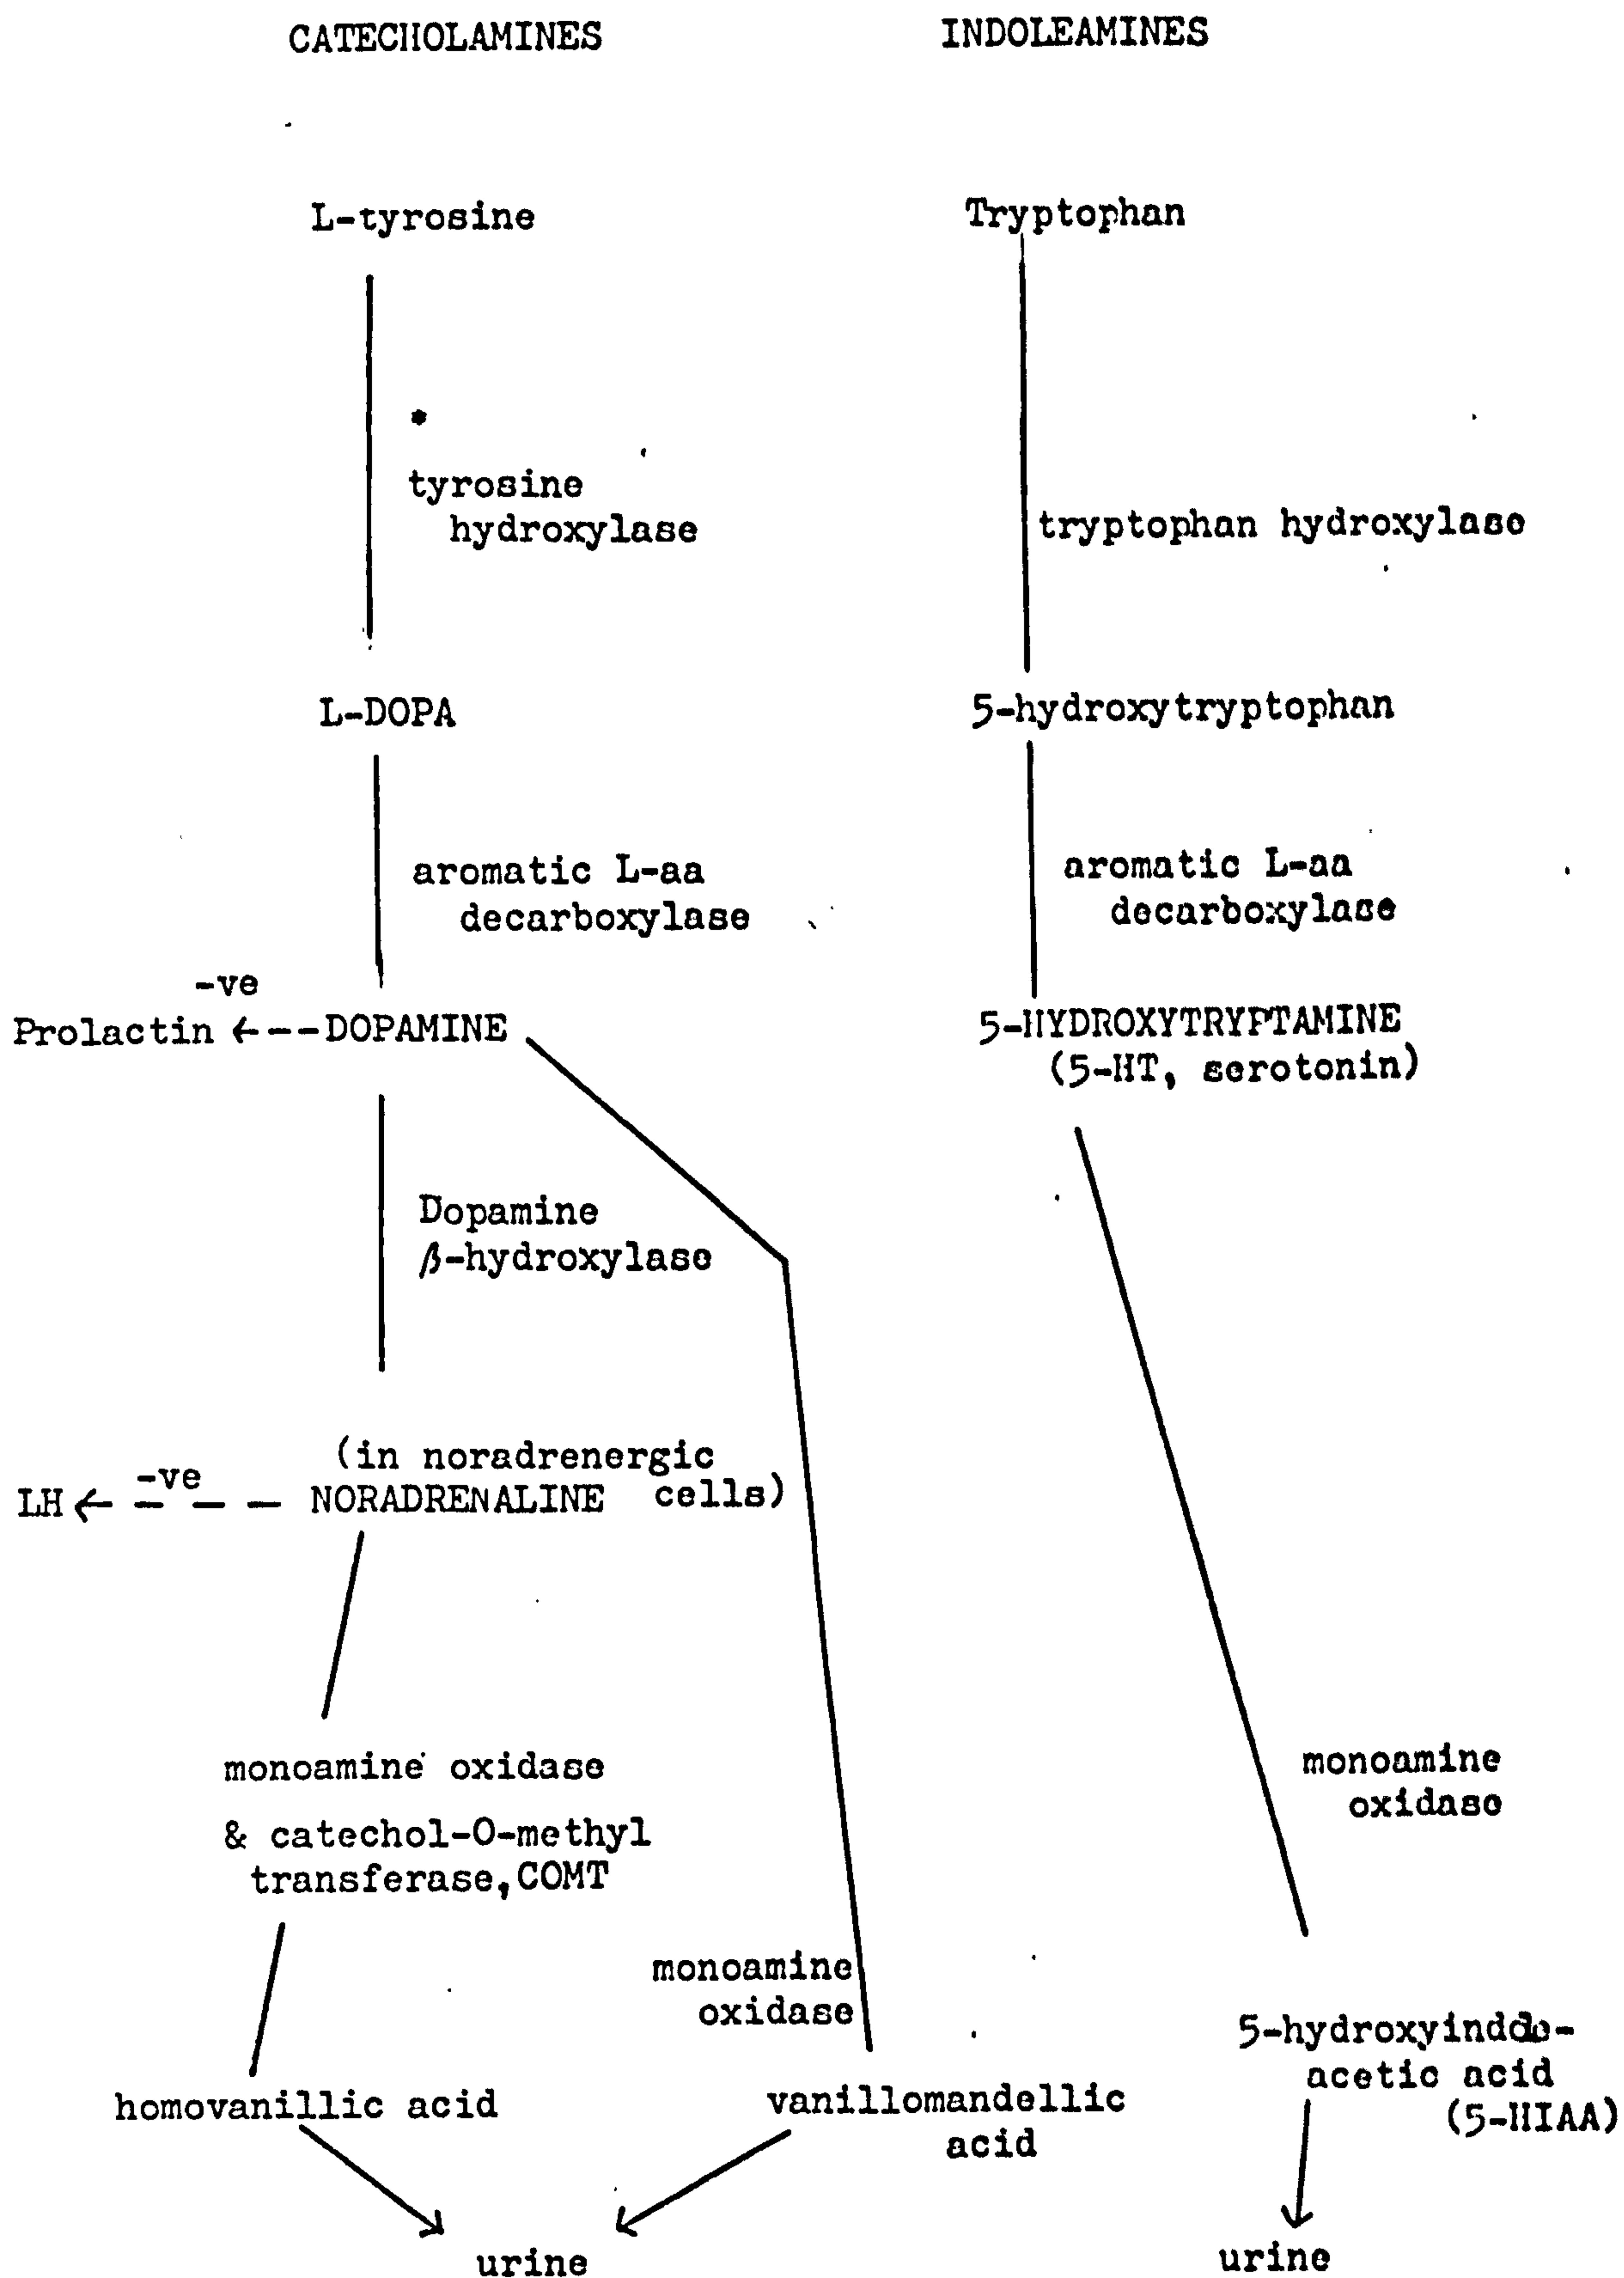 CATECHOLAMINES
INDOLEAMINES
L-tyrosine
Tryptophan
*
tyrosine
hydroxylase
tryptophan hydroxylase
L-DOPA
5-hydroxytryptophan
aromatic L-aa
decarboxylase
aromatic L-aa
decarboxylase
-ve
Prolactin ←---DOPAMINE
5-HYDROXYTRYPTAMINE
(5-HT, serotonin)
Dopamine
β-hydroxylase
(in noradrenergic
LH ← -ve - - - NORADRENALINE cells)
monoamine oxidase
& catechol-O-methyl
transferase,COMT
monoamine
oxidase
monoamine
oxidase
homovanillic acid
vanillomandellic
acid
5-hydroxyindolo-
acetic acid
(5-HIAA)
urine
urine